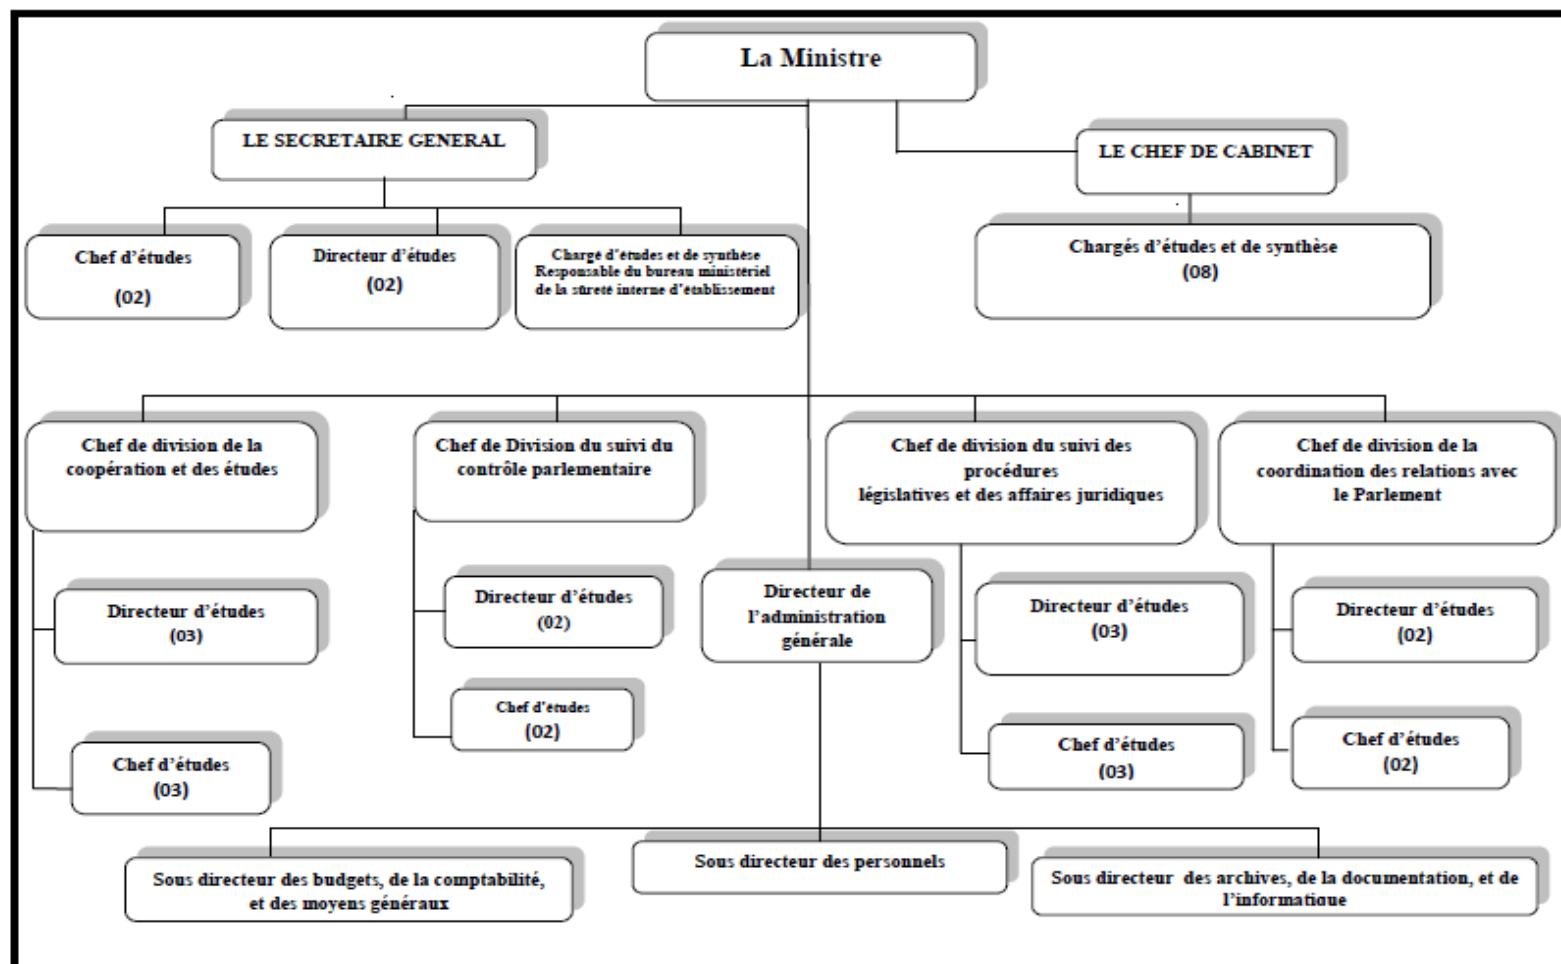 La Ministre
LE SECRETAIRE GENERAL
LE CHEF DE CABINET
Chef d'études
(02)
Directeur d'études
(02)
Chargé d'études et de synthèse
Responsable du bureau ministériel
de la sûreté interne d'établissement
Chargés d'études et de synthèse
(08)
Chef de division de la
coopération et des études
Chef de Division du suivi du
contrôle parlementaire
Chef de division du suivi des
procédures
législatives et des affaires juridiques
Chef de division de la
coordination des relations avec
le Parlement
Directeur d'études
(03)
Chef d'études
(03)
Directeur d'études
(02)
Chef d'études
(02)
Directeur de
l'administration
générale
Directeur d'études
(03)
Chef d'études
(03)
Directeur d'études
(02)
Chef d'études
(02)
Sous directeur des budgets, de la comptabilité,
et des moyens généraux
Sous directeur des personnels
Sous directeur des archives, de la documentation, et de
l'informatique